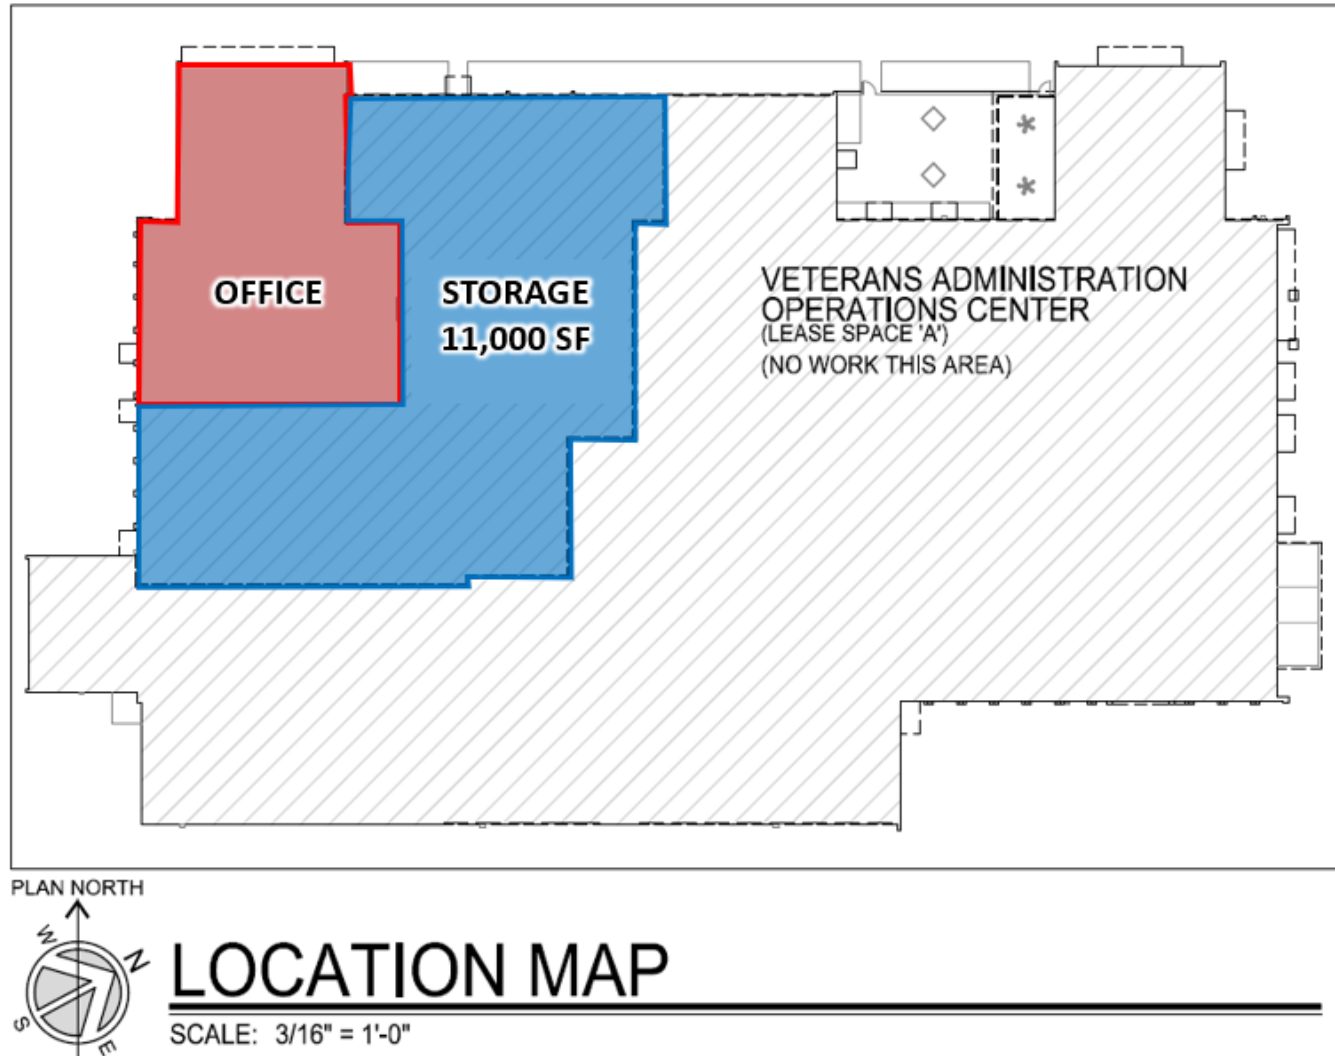 OFFICE
STORAGE
11,000 SF
VETERANS ADMINISTRATION
OPERATIONS CENTER
(LEASE SPACE 'A')
(NO WORK THIS AREA)
PLAN NORTH
W
N
S
E
LOCATION MAP
SCALE: 3/16" = 1'-0"